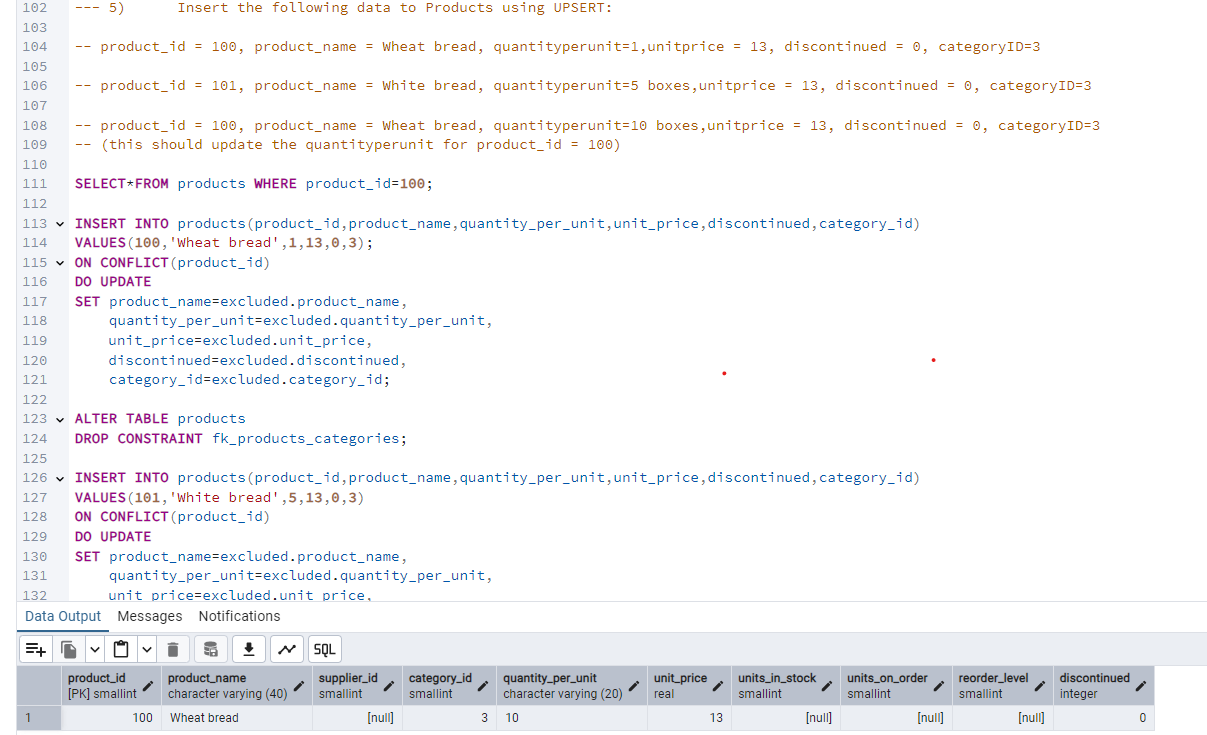 102 --- 5) Insert the following data to Products using UPSERT:
103
104 -- product_id = 100, product_name = Wheat bread, quantityperunit=1,unitprice = 13, discontinued = 0, categoryID=3
105
106 -- product_id = 101, product_name = White bread, quantityperunit=5 boxes,unitprice = 13, discontinued = 0, categoryID=3
107
108 -- product_id = 100, product_name = Wheat bread, quantityperunit=10 boxes,unitprice = 13, discontinued = 0, categoryID=3
109 -- (this should update the quantityperunit for product_id = 100)
110
111 SELECT*FROM products WHERE product_id=100;
112
113 INSERT INTO products(product_id,product_name,quantity_per_unit,unit_price,discontinued,category_id)
114 VALUES(100,'Wheat bread',1,13,0,3);
115 ON CONFLICT(product_id)
116 DO UPDATE
117 SET product_name=excluded.product_name,
118 quantity_per_unit=excluded.quantity_per_unit,
119 unit_price=excluded.unit_price,
120 discontinued=excluded.discontinued,
121 category_id=excluded.category_id;
122
123 ALTER TABLE products
124 DROP CONSTRAINT fk_products_categories;
125
126 INSERT INTO products(product_id,product_name,quantity_per_unit,unit_price,discontinued,category_id)
127 VALUES(101,'White bread',5,13,0,3)
128 ON CONFLICT(product_id)
129 DO UPDATE
130 SET product_name=excluded.product_name,
131 quantity_per_unit=excluded.quantity_per_unit,
132 unit_price=excluded.unit_price,
Data Output Messages Notifications
SQL
product_id product_name supplier_id category_id quantity_per_unit unit_price units_in_stock units_on_order reorder_level discontinued
[PK] smallint character varying (40) smallint smallint character varying (20) real smallint smallint smallint integer
1 100 Wheat bread [null] 3 10 13 [null] [null] [null] 0